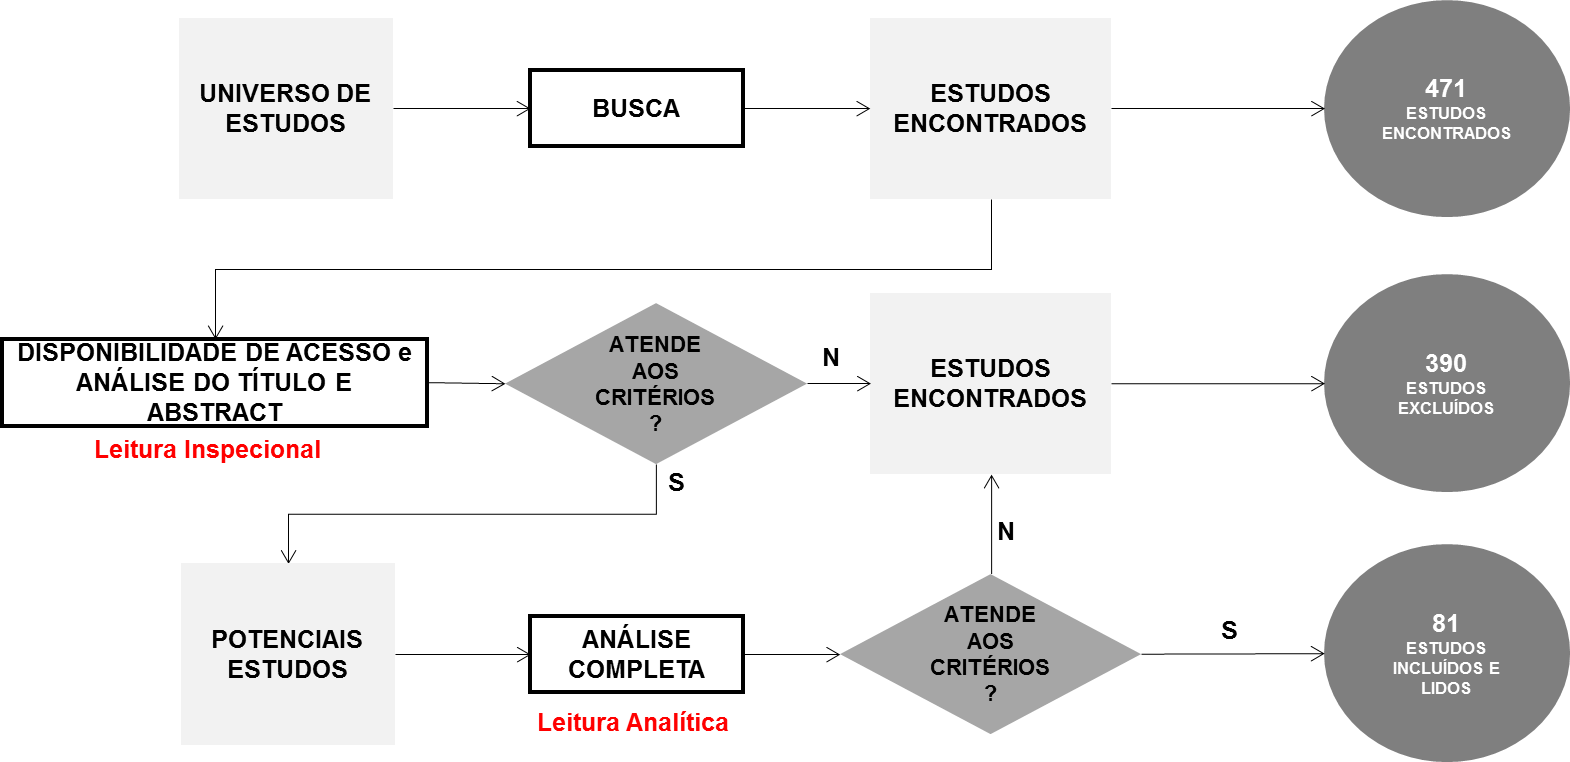 UNIVERSO DE
ESTUDOS
BUSCA
ESTUDOS
ENCONTRADOS
471
ESTUDOS
ENCONTRADOS
DISPONIBILIDADE DE ACESSO e
ANÁLISE DO TÍTULO E
ABSTRACT
Leitura Inspecional
ATENDE
AOS
CRITÉRIOS
?
N
S
ESTUDOS
ENCONTRADOS
390
ESTUDOS
EXCLUÍDOS
POTENCIAIS
ESTUDOS
ANÁLISE
COMPLETA
Leitura Analítica
ATENDE
AOS
CRITÉRIOS
?
N
S
81
ESTUDOS
INCLUÍDOS E
LIDOS